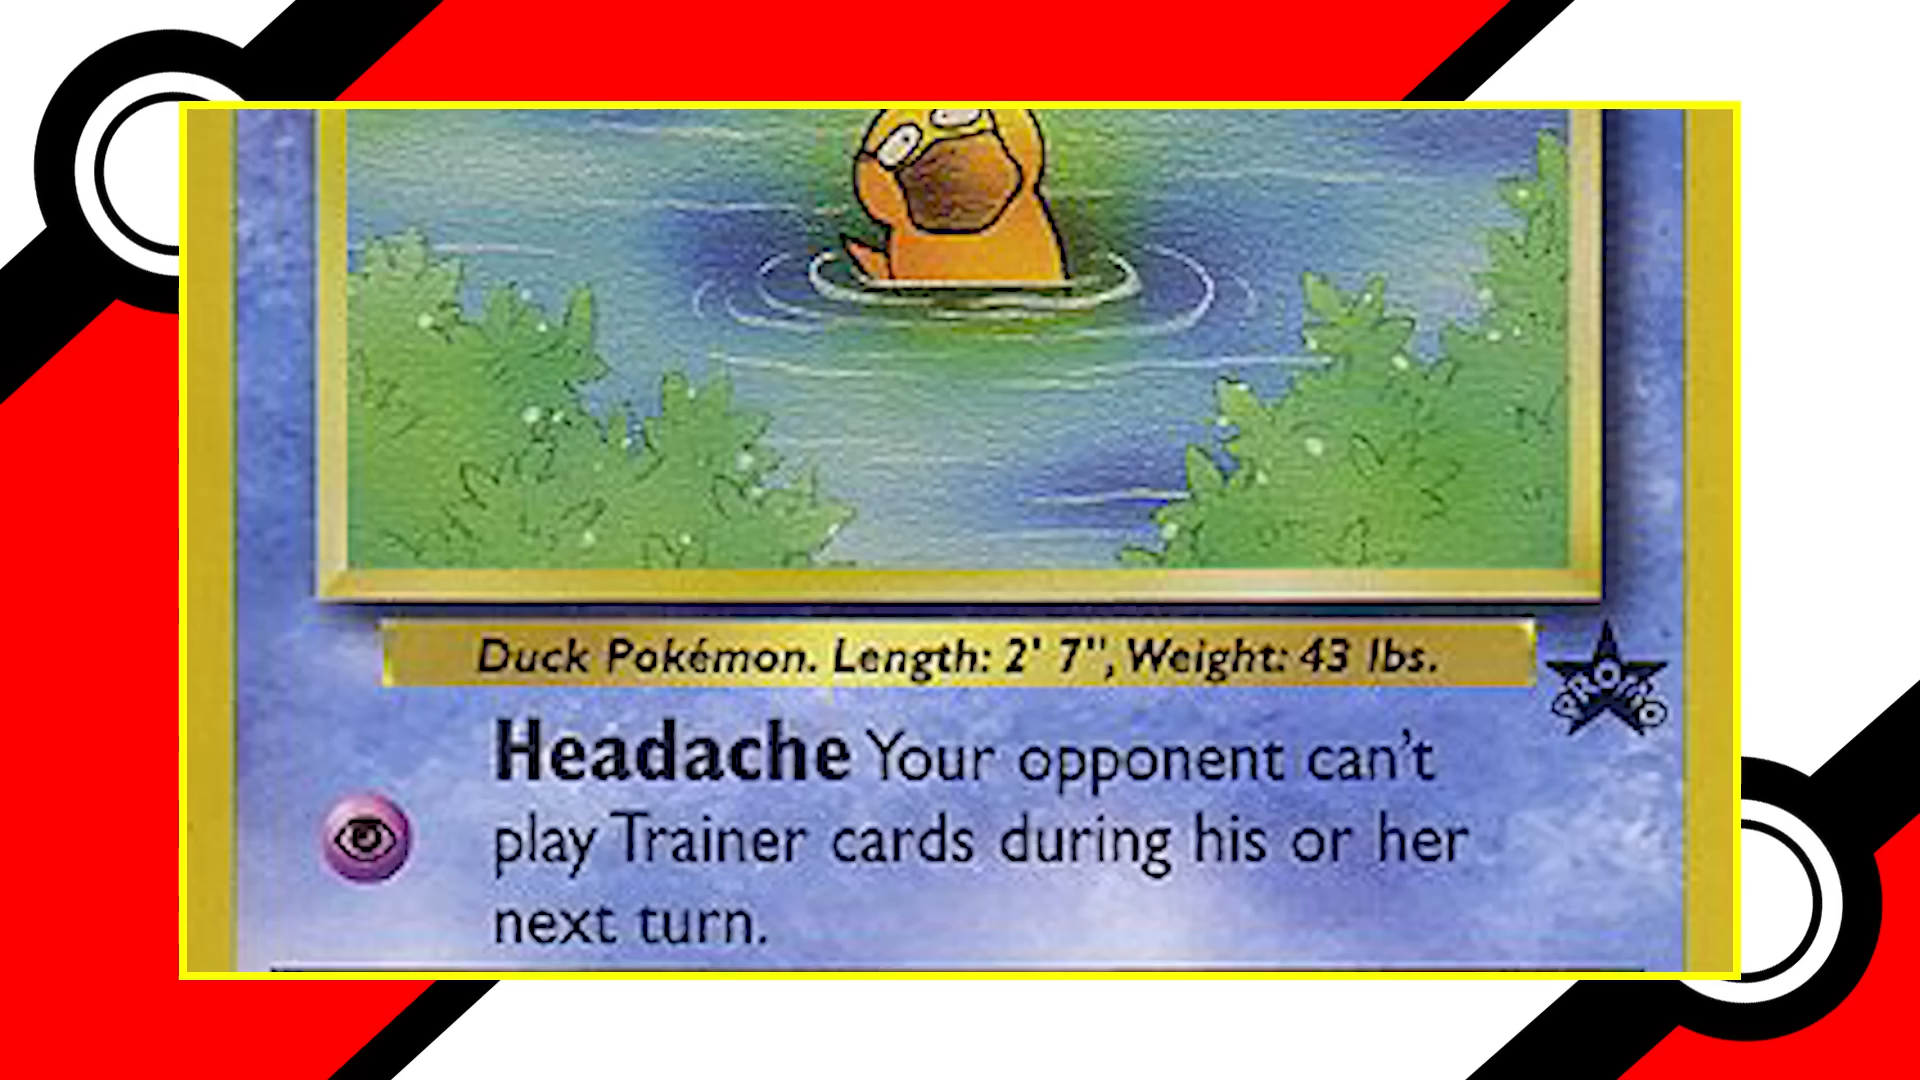 Duck Pokémon. Length: 2' 7", Weight: 43 lbs.
PROMO
Headache Your opponent can't
play Trainer cards during his or her
next turn.